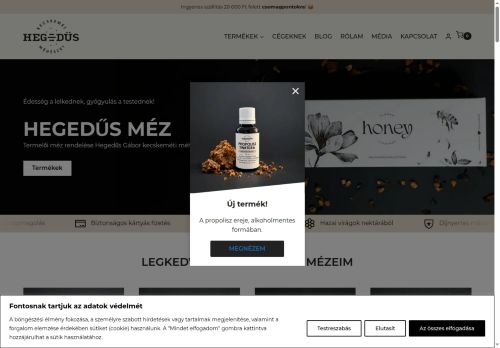 Ingyenes szállítás 20 000 Ft felett csomagpontokra! 📦
KECSKEMÉT
HEGEDŰS
MÉHÉSZET
TERMÉKEK
CÉGEKNEK
BLOG
RÓLAM
MÉDIA
KAPCSOLAT
0
Édesség a lelkednek, gyógyulás a testednek!
HEGEDŰS MÉZ
Termelői méz rendelése Hegedűs Gábor kecskeméti
Termékek
honey
PROPOLISZ
Új termék!
A propolisz ereje, alkoholmentes
formában.
MEGNÉZEM
Biztonságos kártyás fizetés
Hazai virágok nektárából
Díjnyertes
LEGKED
MÉZEIM
Fontosnak tartjuk az adatok védelmét
A böngészési élmény fokozása, a személyre szabott hirdetések vagy tartalmak megjelenítése, valamint a
forgalom elemzése érdekében sütiket (cookie) használunk. A "Mindet elfogadom" gombra kattintva
hozzájárulhat a sütik használatához.
Testreszabás
Elutasít
Az összes elfogadása